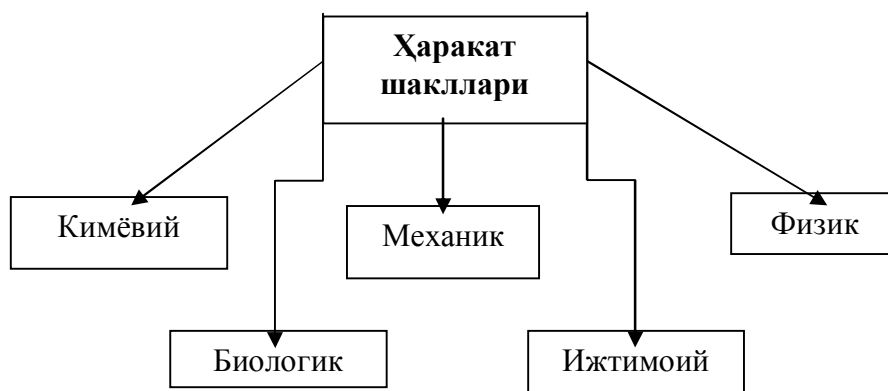 Ҳаракат
шакллари
Кимёвий
Механик
Физик
Биологик
Ижтимоий